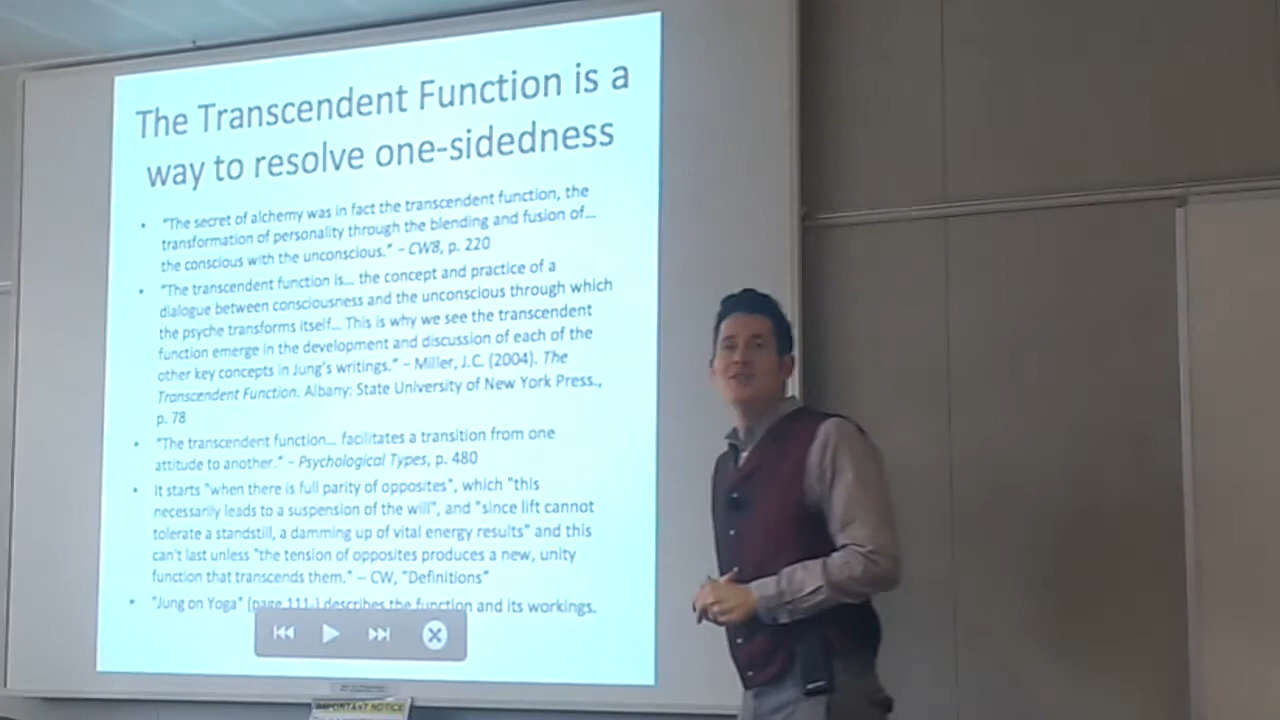 The Transcendent Function is a
way to resolve one-sidedness
• "The secret of alchemy was in fact the transcendent function, the
transformation of personality through the blending and fusion of...
the conscious with the unconscious." – CW8, p. 220
• "The transcendent function is... the concept and practice of a
dialogue between consciousness and the unconscious through which
the psyche transforms itself... This is why we see the transcendent
function emerge in the development and discussion of each of the
other key concepts in Jung's writings." – Miller, J.C. (2004). The
Transcendent Function. Albany: State University of New York Press.,
p. 78
• "The transcendent function... facilitates a transition from one
attitude to another." – Psychological Types, p. 480
• It starts "when there is full parity of opposites", which "this
necessarily leads to a suspension of the will", and "since lift cannot
tolerate a standstill, a damming up of vital energy results" and this
can't last unless "the tension of opposites produces a new, unity
function that transcends them." – CW, "Definitions"
• "Jung on Yoga" (page 111-) describes the function and its workings.
IMPORTANT NOTICE